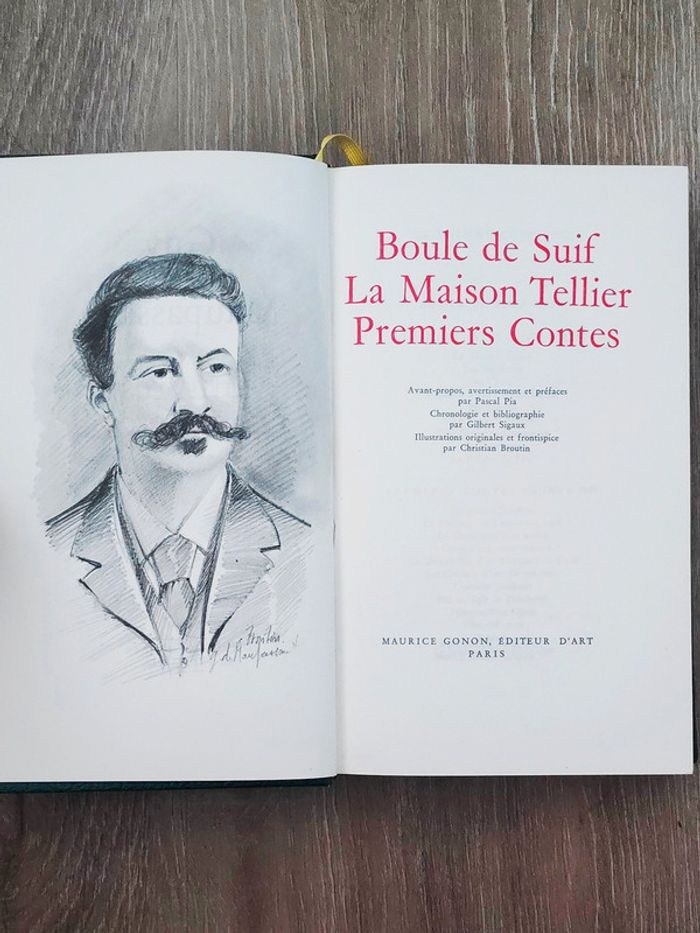 Boule de Suif
La Maison Tellier
Premiers Contes
Avant-propos, avertissement et préfaces
par Pascal Pia
Chronologie et bibliographie
par Gilbert Sigaux
Illustrations originales et frontispice
par Christian Broutin
MAURICE GONON, ÉDITEUR D'ART
PARIS